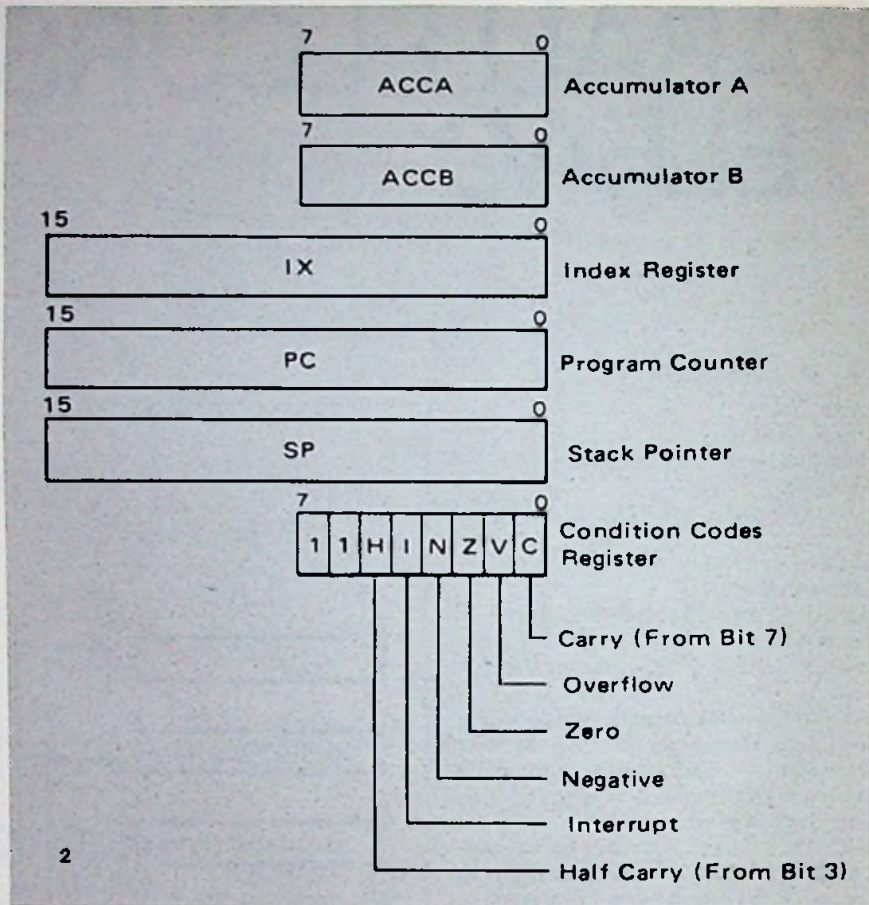 7 0
ACCA Accumulator A
7 0
ACCB Accumulator B
15 0
IX Index Register
15 0
PC Program Counter
15 0
SP Stack Pointer
7 0
1 1 H I N Z V C Condition Codes
Register
Carry (From Bit 7)
Overflow
Zero
Negative
Interrupt
2
Half Carry (From Bit 3)